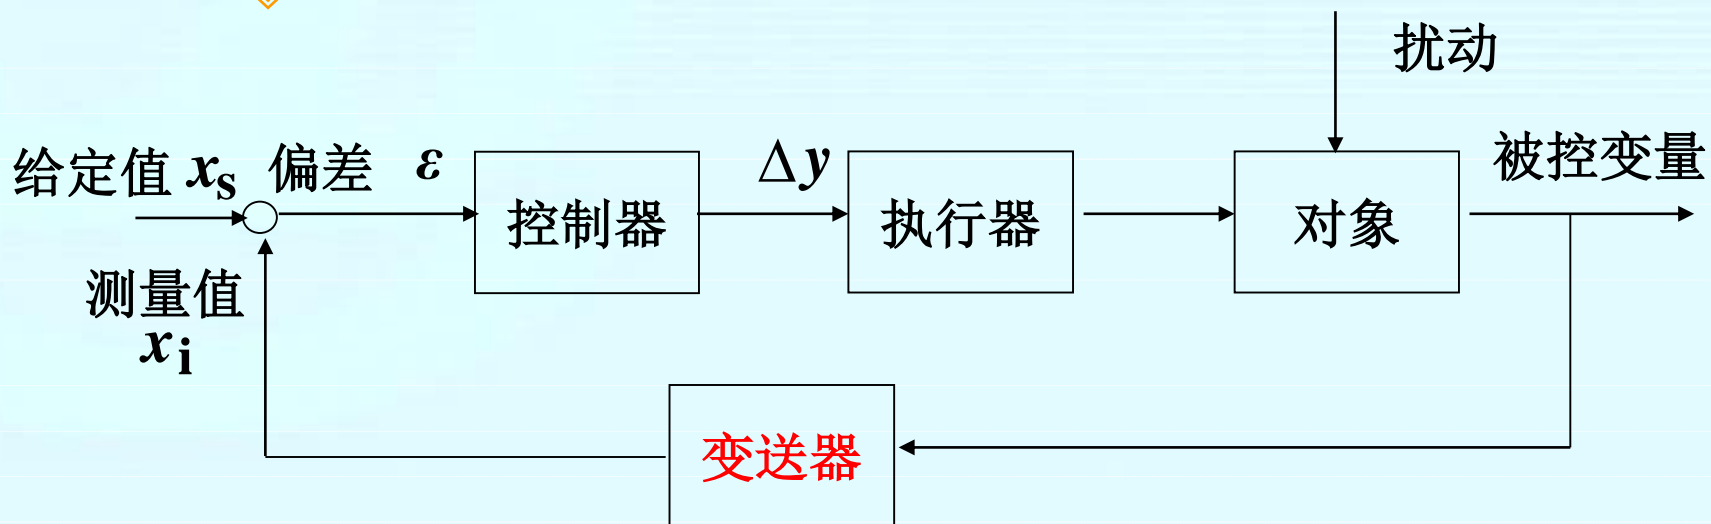 扰动
给定值 xs 偏差 ε
Δy
被控变量
控制器
执行器
对象
测量值
xi
变送器